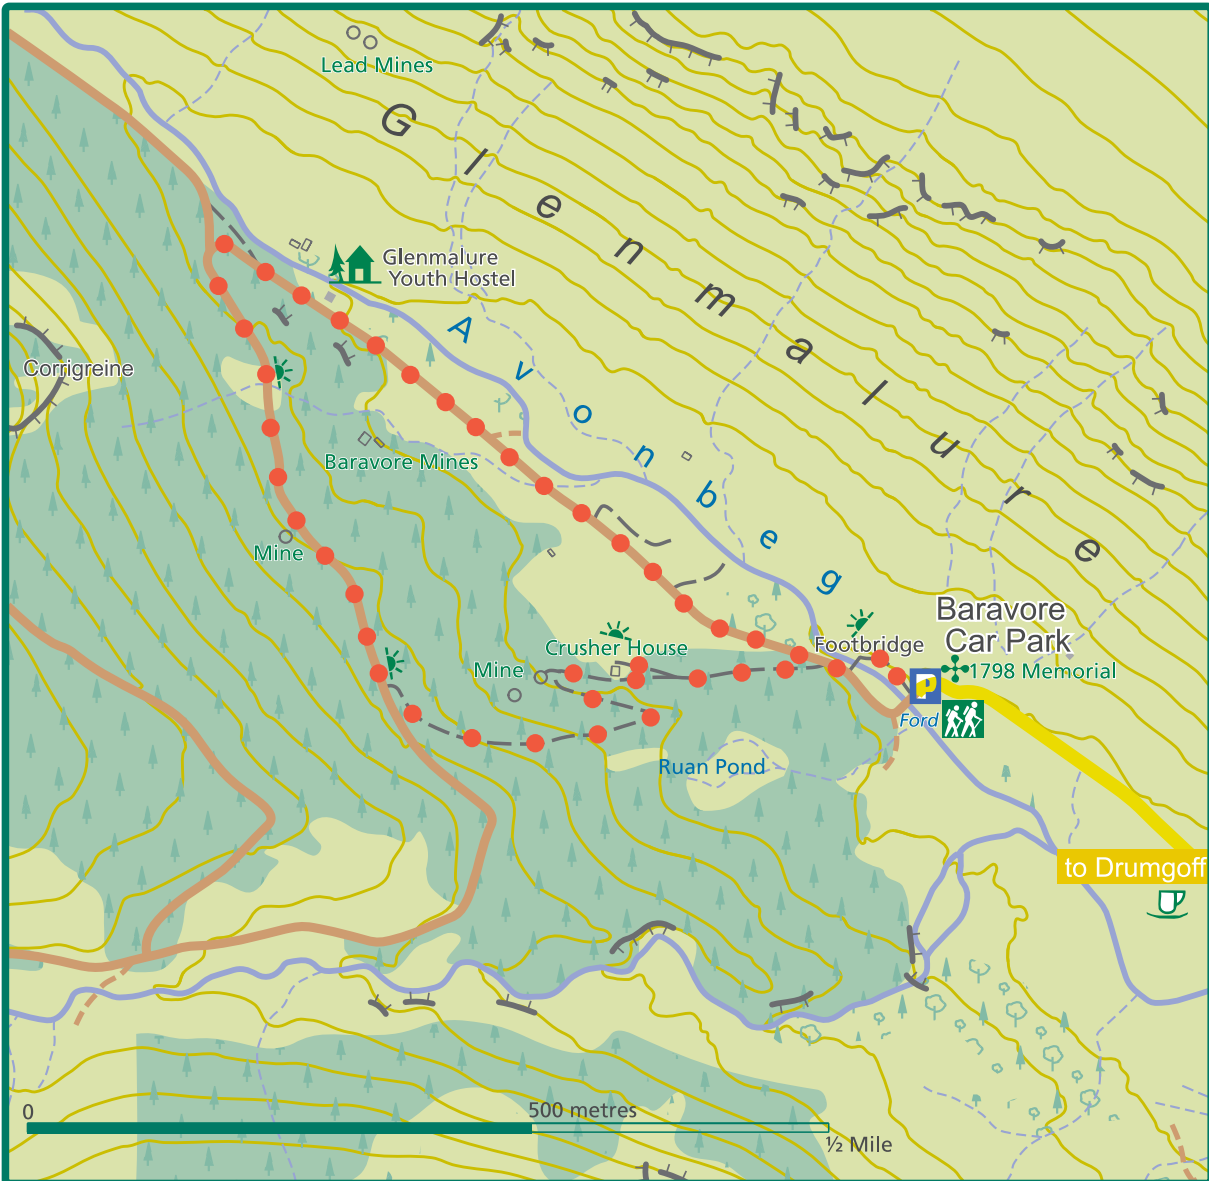 Lead Mines
Glenmalure
Glenmalure
Youth Hostel
Avonbeg
Corrigreine
Baravore Mines
Mine
Crusher House
Mine
Footbridge
Baravore
Car Park
1798 Memorial
P
Ford
Ruan Pond
to Drumgoff
0
500 metres
½ Mile